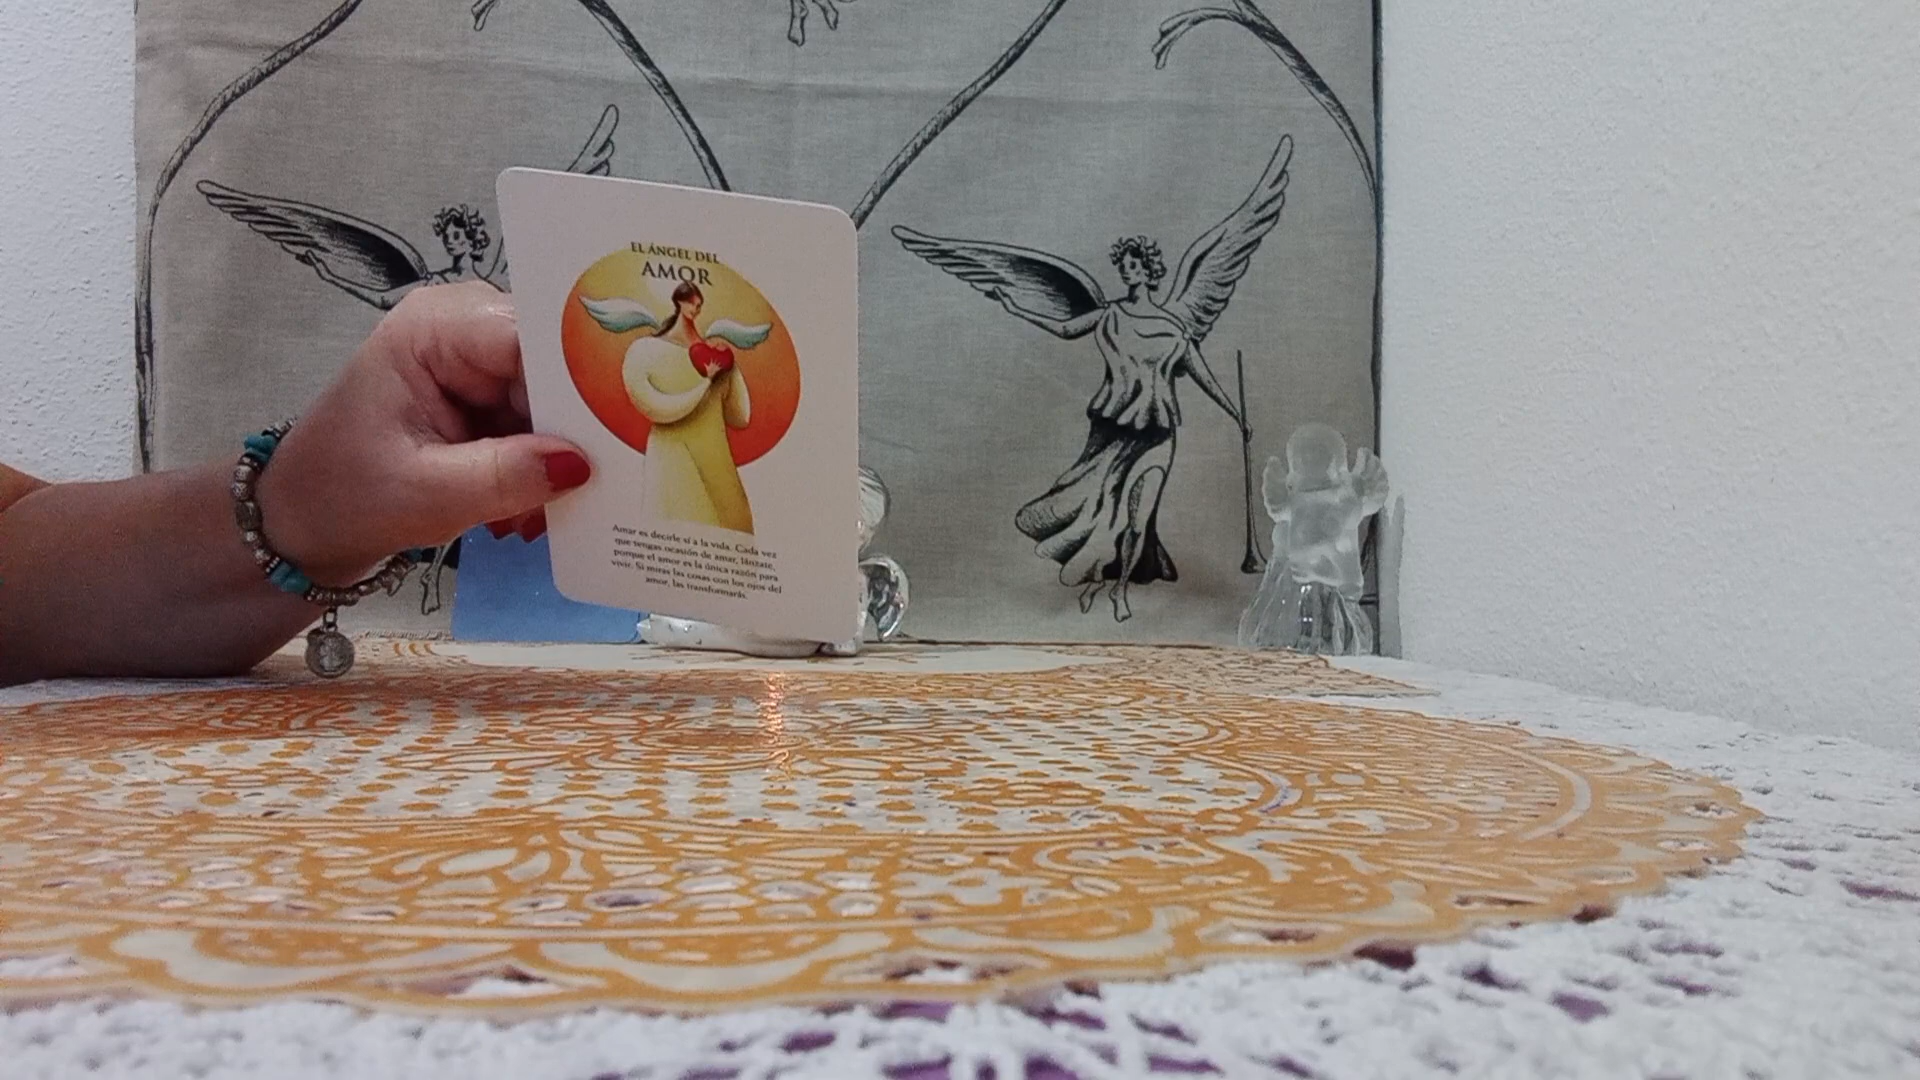 EL ÁNGEL DEL
AMOR
Amar es decirle sí a la vida. Cada vez
que tengas ocasión de amar, lánzate,
porque el amor es la única razón para
vivir. Si miras las cosas con los ojos del
amor, las transformarás.